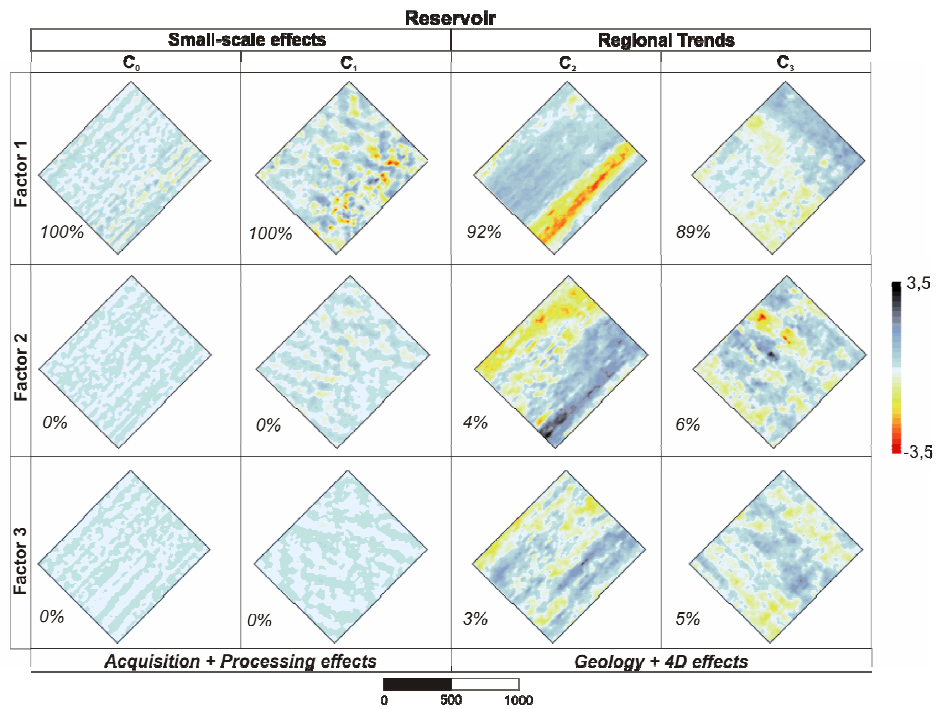 Reservoir
Small-scale effects Regional Trends
C₀ C₁ C₂ C₃
Factor 1
100% 100% 92% 89%
Factor 2
0% 0% 4% 6%
3,5
-3,5
Factor 3
0% 0% 3% 5%
Acquisition + Processing effects Geology + 4D effects
0 500 1000